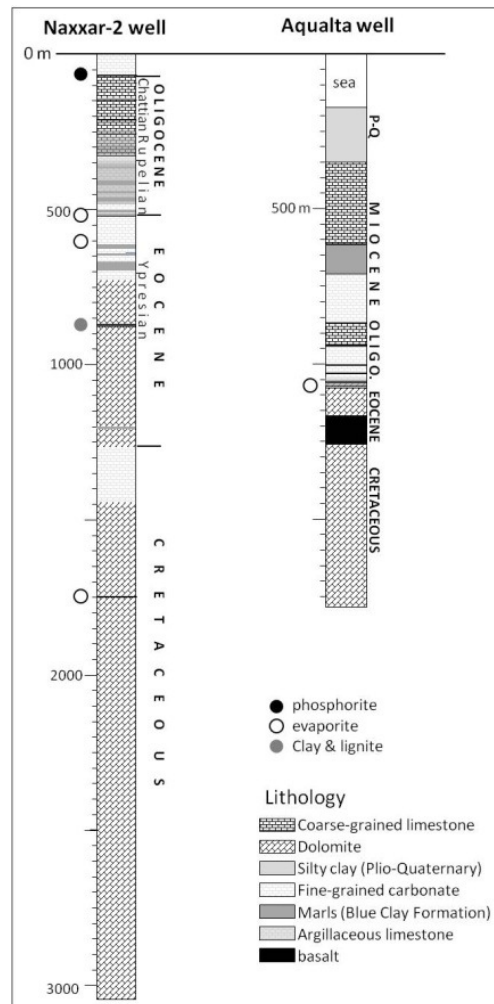 Naxxar-2 well
Aqualta well
0 m
sea
Chattian
Rupelian
OLIGOCENE
500
Ypresian
EOCENE
1000
CRETACEOUS
2000
3000
P-Q
500 m
MIOCENE
OLIGO.
EOCENE
CRETACEOUS
phosphorite
evaporite
Clay & lignite
Lithology
Coarse-grained limestone
Dolomite
Silty clay (Plio-Quaternary)
Fine-grained carbonate
Marls (Blue Clay Formation)
Argillaceous limestone
basalt